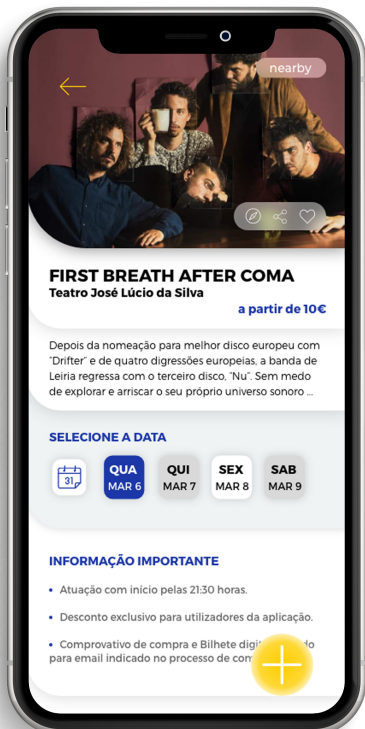 nearby
FIRST BREATH AFTER COMA
Teatro José Lúcio da Silva
a partir de 10€
Depois da nomeação para melhor disco europeu com
"Drifter" e de quatro digressões europeias, a banda de
Leiria regressa com o terceiro disco, "Nu". Sem medo
de explorar e arriscar o seu próprio universo sonoro ...
SELECIONE A DATA
31
QUA QUI SEX SAB
MAR 6 MAR 7 MAR 8 MAR 9
INFORMAÇÃO IMPORTANTE
• Atuação com início pelas 21:30 horas.
• Desconto exclusivo para utilizadores da aplicação.
• Comprovativo de compra e Bilhete
para email indicado no processo de